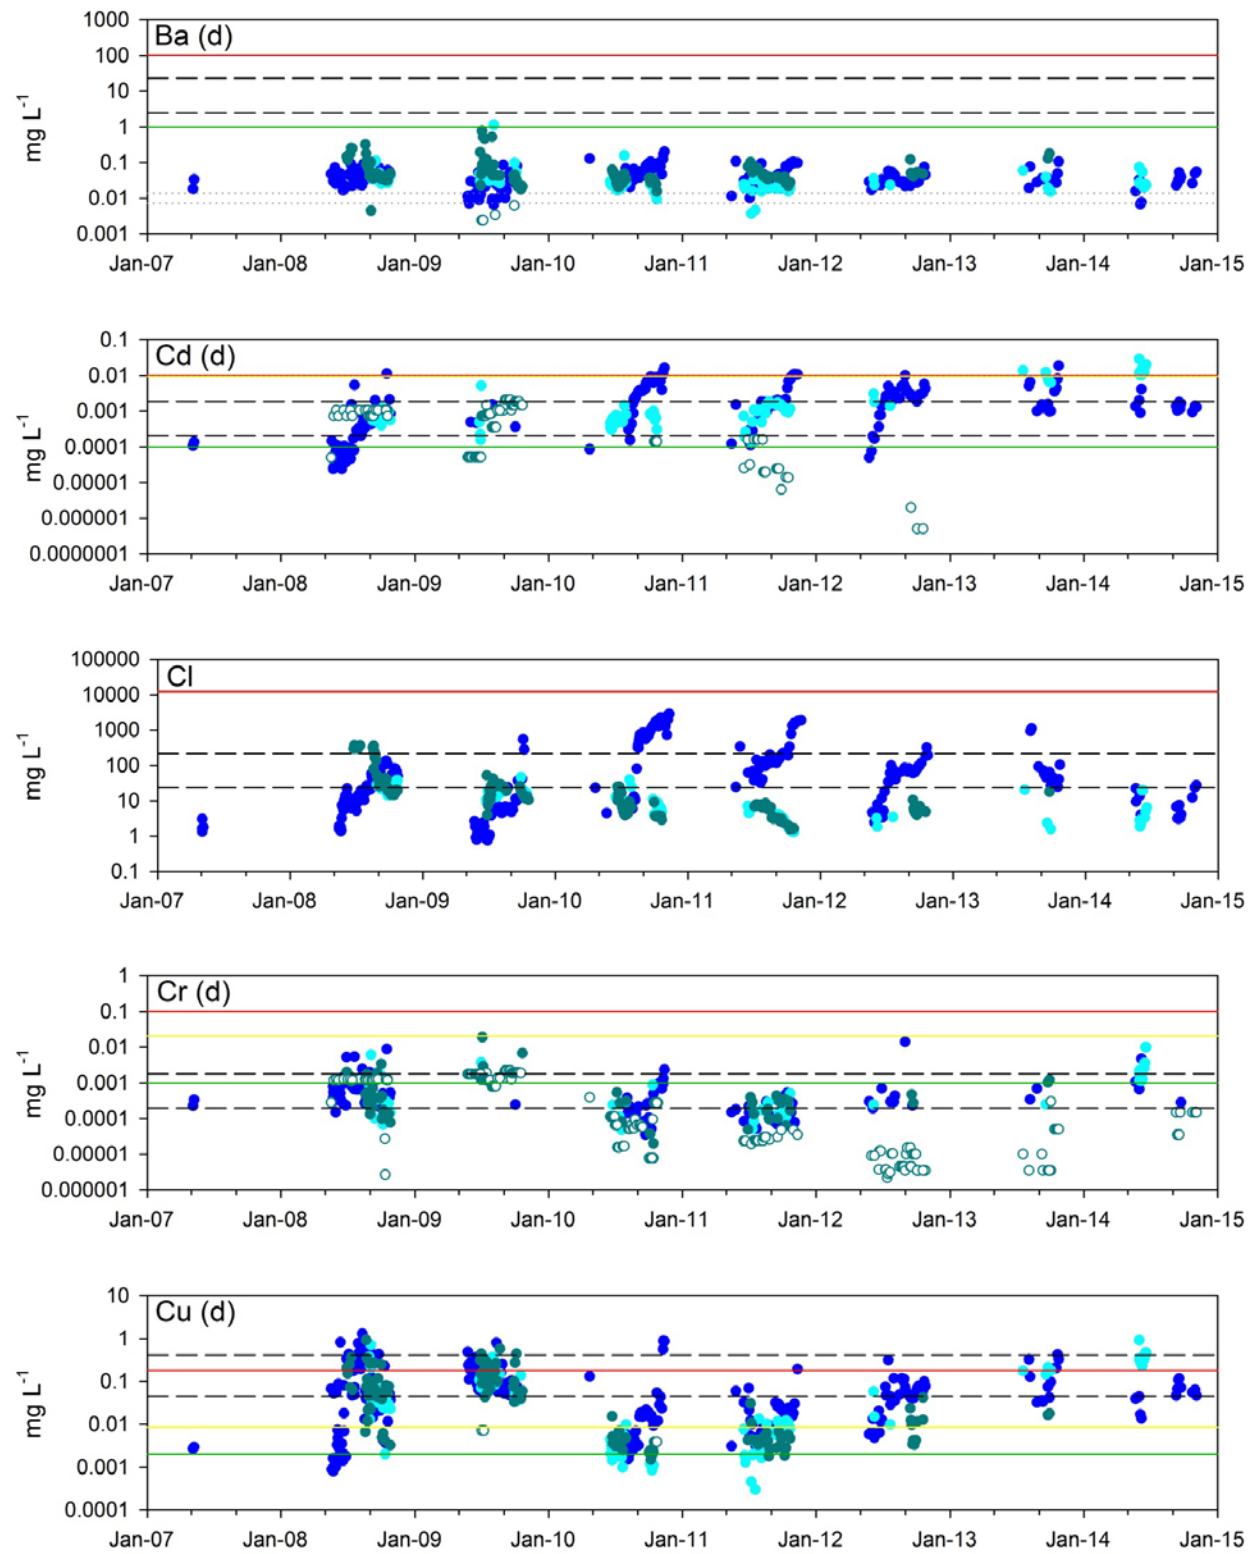 Ba (d)
mg L-1
1000
100
10
1
0.1
0.01
0.001
Jan-07 Jan-08 Jan-09 Jan-10 Jan-11 Jan-12 Jan-13 Jan-14 Jan-15
Cd (d)
mg L-1
0.1
0.01
0.001
0.0001
0.00001
0.000001
0.0000001
Jan-07 Jan-08 Jan-09 Jan-10 Jan-11 Jan-12 Jan-13 Jan-14 Jan-15
Cl
mg L-1
100000
10000
1000
100
10
1
0.1
Jan-07 Jan-08 Jan-09 Jan-10 Jan-11 Jan-12 Jan-13 Jan-14 Jan-15
Cr (d)
mg L-1
1
0.1
0.01
0.001
0.0001
0.00001
0.000001
Jan-07 Jan-08 Jan-09 Jan-10 Jan-11 Jan-12 Jan-13 Jan-14 Jan-15
Cu (d)
mg L-1
10
1
0.1
0.01
0.001
0.0001
Jan-07 Jan-08 Jan-09 Jan-10 Jan-11 Jan-12 Jan-13 Jan-14 Jan-15